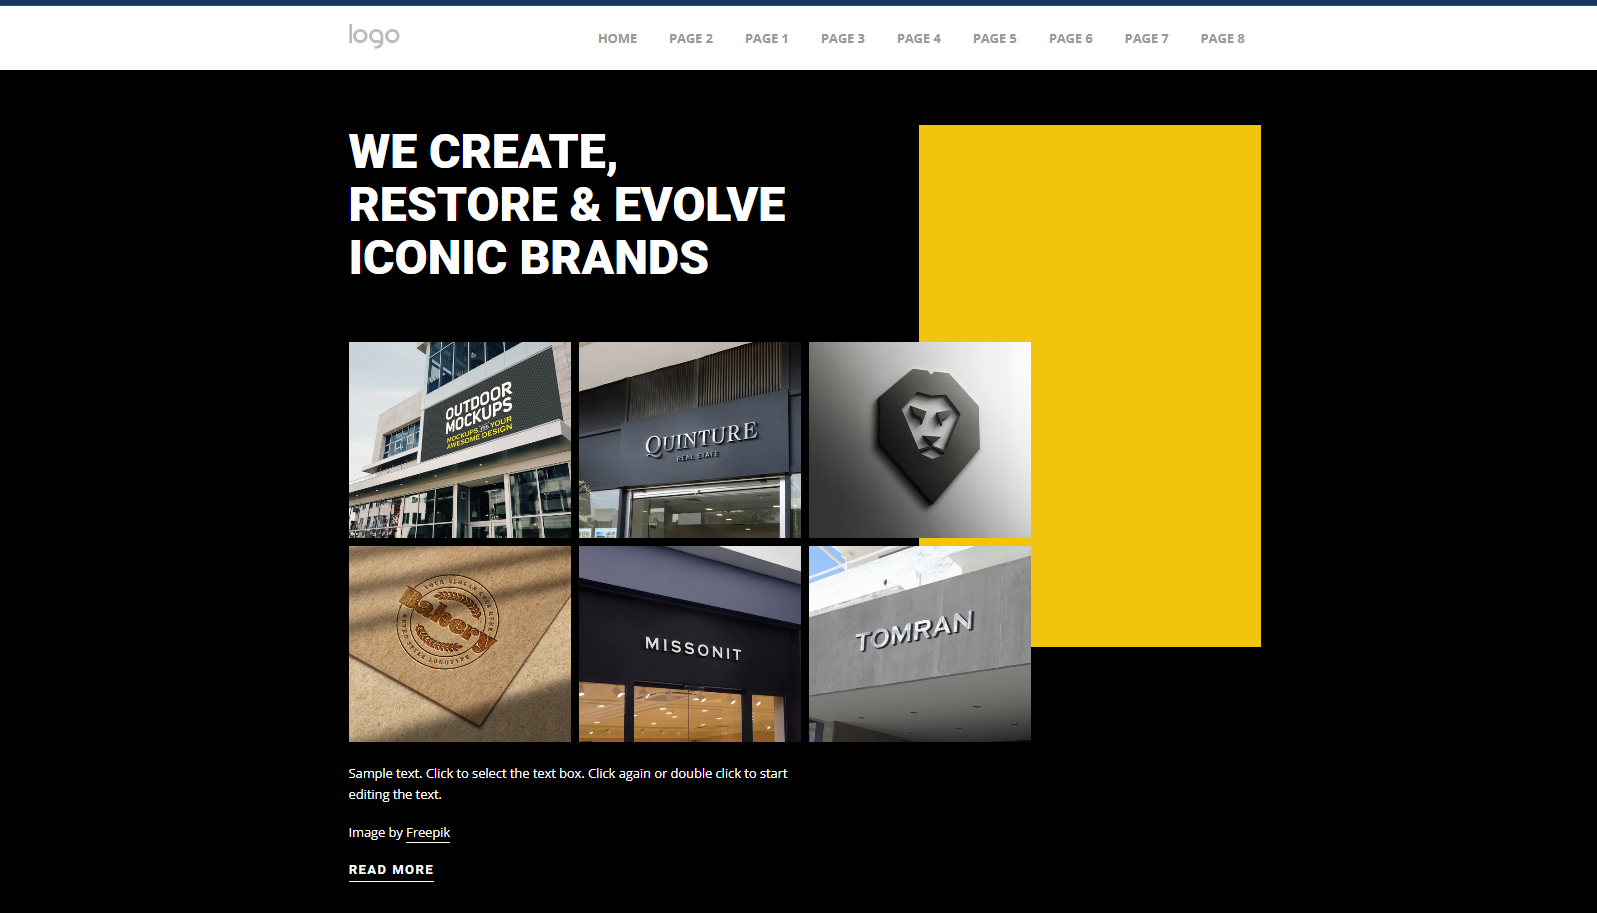 logo
HOME PAGE 2 PAGE 1 PAGE 3 PAGE 4 PAGE 5 PAGE 6 PAGE 7 PAGE 8
WE CREATE,
RESTORE & EVOLVE
ICONIC BRANDS
OUTDOOR
MOCKUPS
MOCKUPS for YOUR
AWESOME DESIGN
QUINTURE
REAL ESTATE
YOUR SLOGAN GOES HERE
Bakery
LOGOTYPE
MISSONIT
TOMRAN
Sample text. Click to select the text box. Click again or double click to start
editing the text.
Image by Freepik
READ MORE